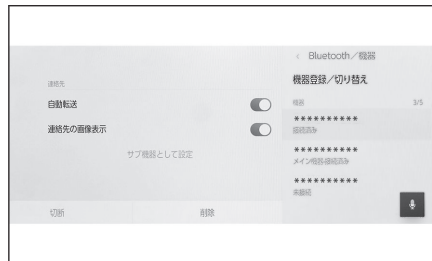 連絡先
自動転送
連絡先の画像表示
サブ機器として設定
切断
削除
< Bluetooth／機器
機器登録／切り替え
機器
3/5
**********
接続済み
**********
メイン機器接続済み
**********
未接続